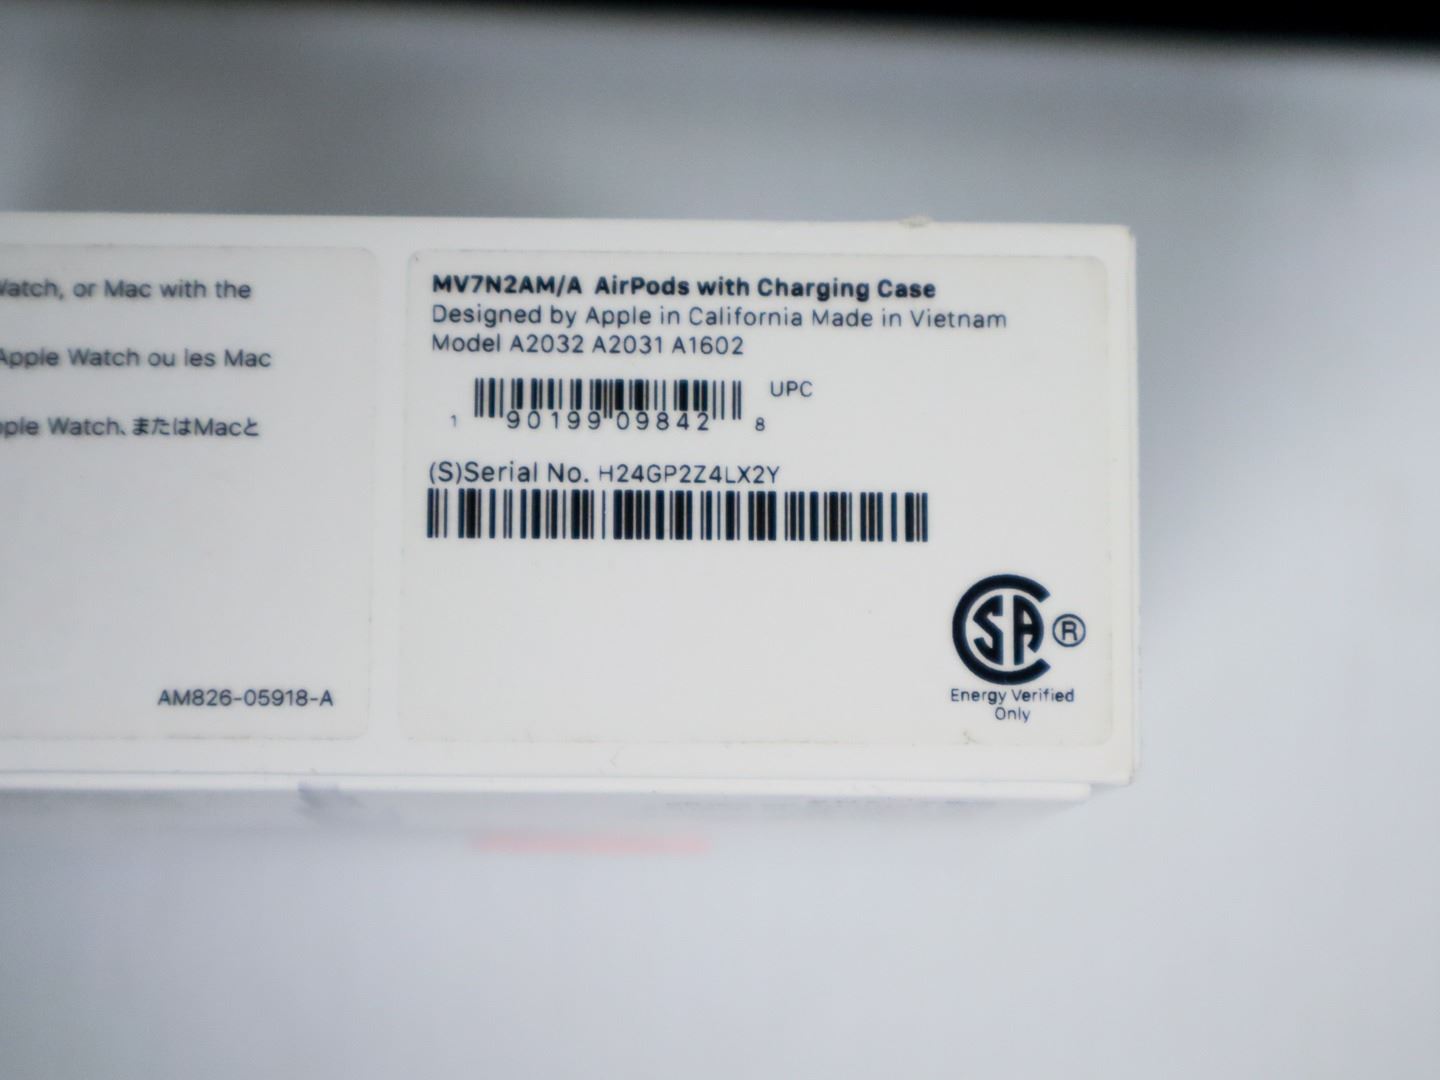 Watch, or Mac with the
Apple Watch ou les Mac
Apple Watch、またはMacと
AM826-05918-A
MV7N2AM/A AirPods with Charging Case
Designed by Apple in California Made in Vietnam
Model A2032 A2031 A1602
UPC
1 90199 09842 8
(S)Serial No. H24GP2Z4LX2Y
CSA ®
Energy Verified
Only